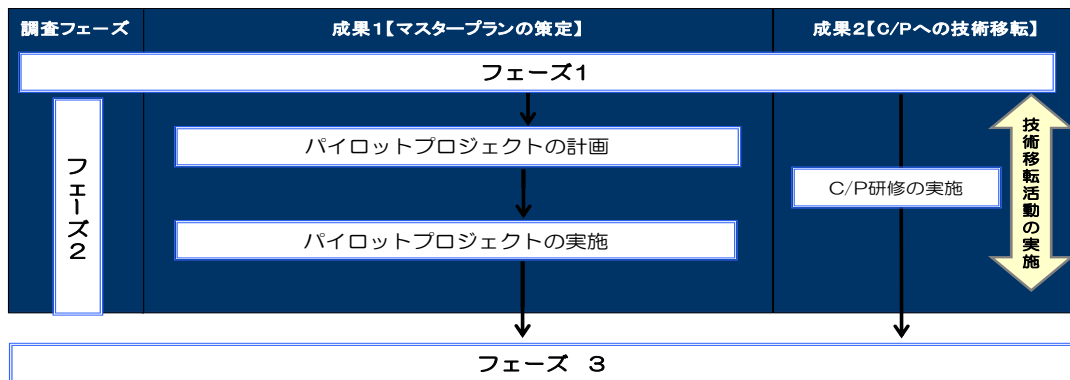 調査フェーズ
成果1【マスタープランの策定】
成果2【C/Pへの技術移転】
フェーズ1
フェーズ2
パイロットプロジェクトの計画
C/P研修の実施
パイロットプロジェクトの実施
技術移転活動の実施
フェーズ 3